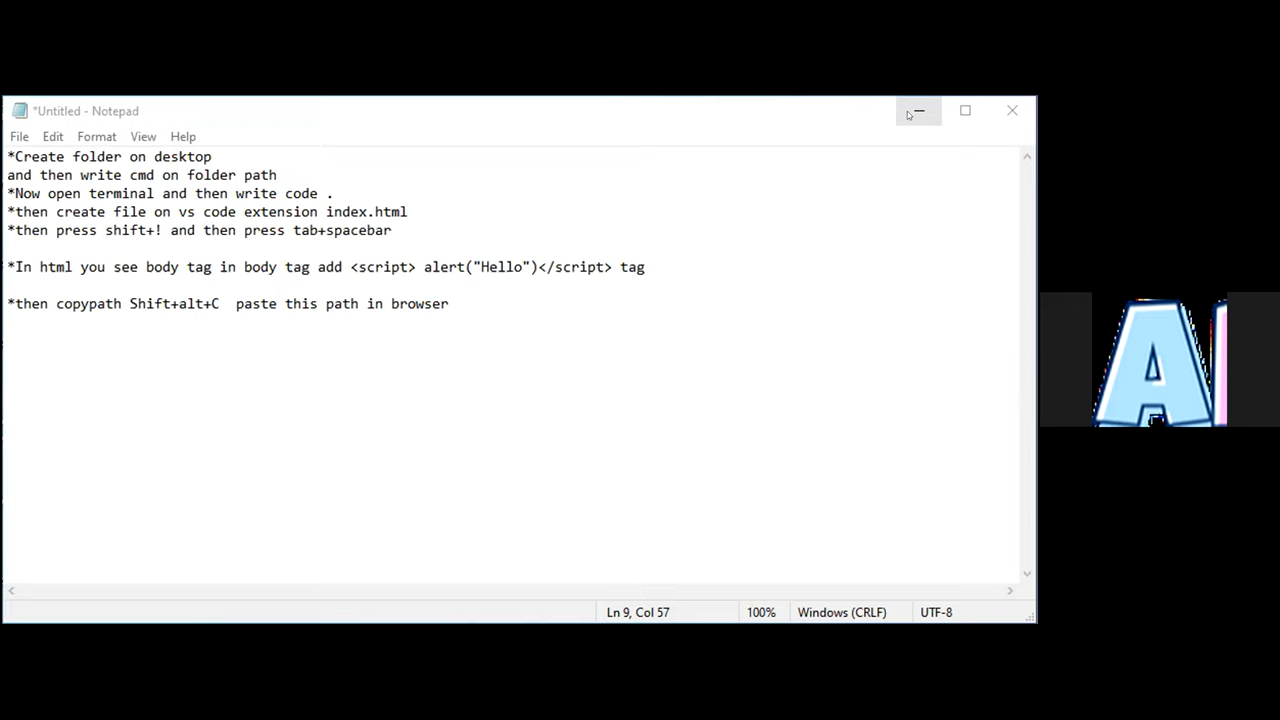 *Untitled - Notepad
File Edit Format View Help
*Create folder on desktop
and then write cmd on folder path
*Now open terminal and then write code .
*then create file on vs code extension index.html
*then press shift+! and then press tab+spacebar
*In html you see body tag in body tag add <script> alert("Hello")</script> tag
*then copypath Shift+alt+C  paste this path in browser
A
Ln 9, Col 57 100% Windows (CRLF) UTF-8